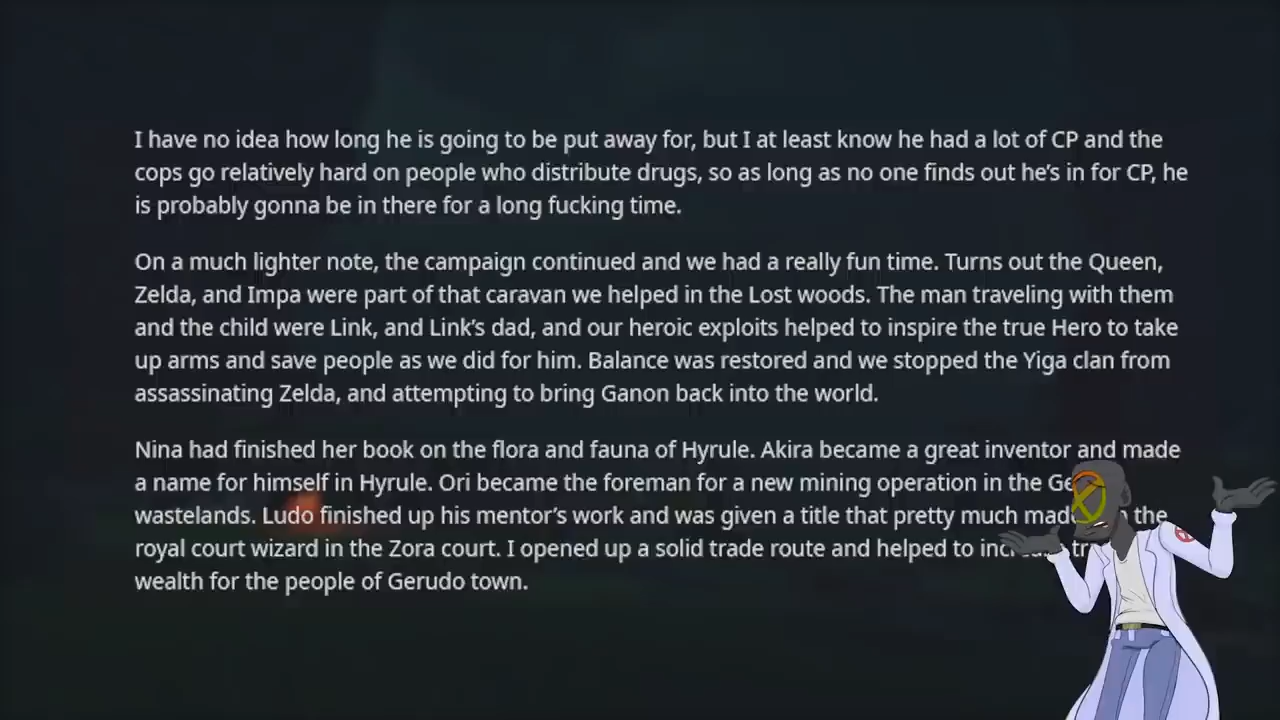 I have no idea how long he is going to be put away for, but I at least know he had a lot of CP and the
cops go relatively hard on people who distribute drugs, so as long as no one finds out he's in for CP, he
is probably gonna be in there for a long fucking time.
On a much lighter note, the campaign continued and we had a really fun time. Turns out the Queen,
Zelda, and Impa were part of that caravan we helped in the Lost woods. The man traveling with them
and the child were Link, and Link's dad, and our heroic exploits helped to inspire the true Hero to take
up arms and save people as we did for him. Balance was restored and we stopped the Yiga clan from
assassinating Zelda, and attempting to bring Ganon back into the world.
Nina had finished her book on the flora and fauna of Hyrule. Akira became a great inventor and made
a name for himself in Hyrule. Ori became the foreman for a new mining operation in the
wastelands. Ludo finished up his mentor's work and was given a title that pretty much the
royal court wizard in the Zora court. I opened up a solid trade route and helped to
wealth for the people of Gerudo town.